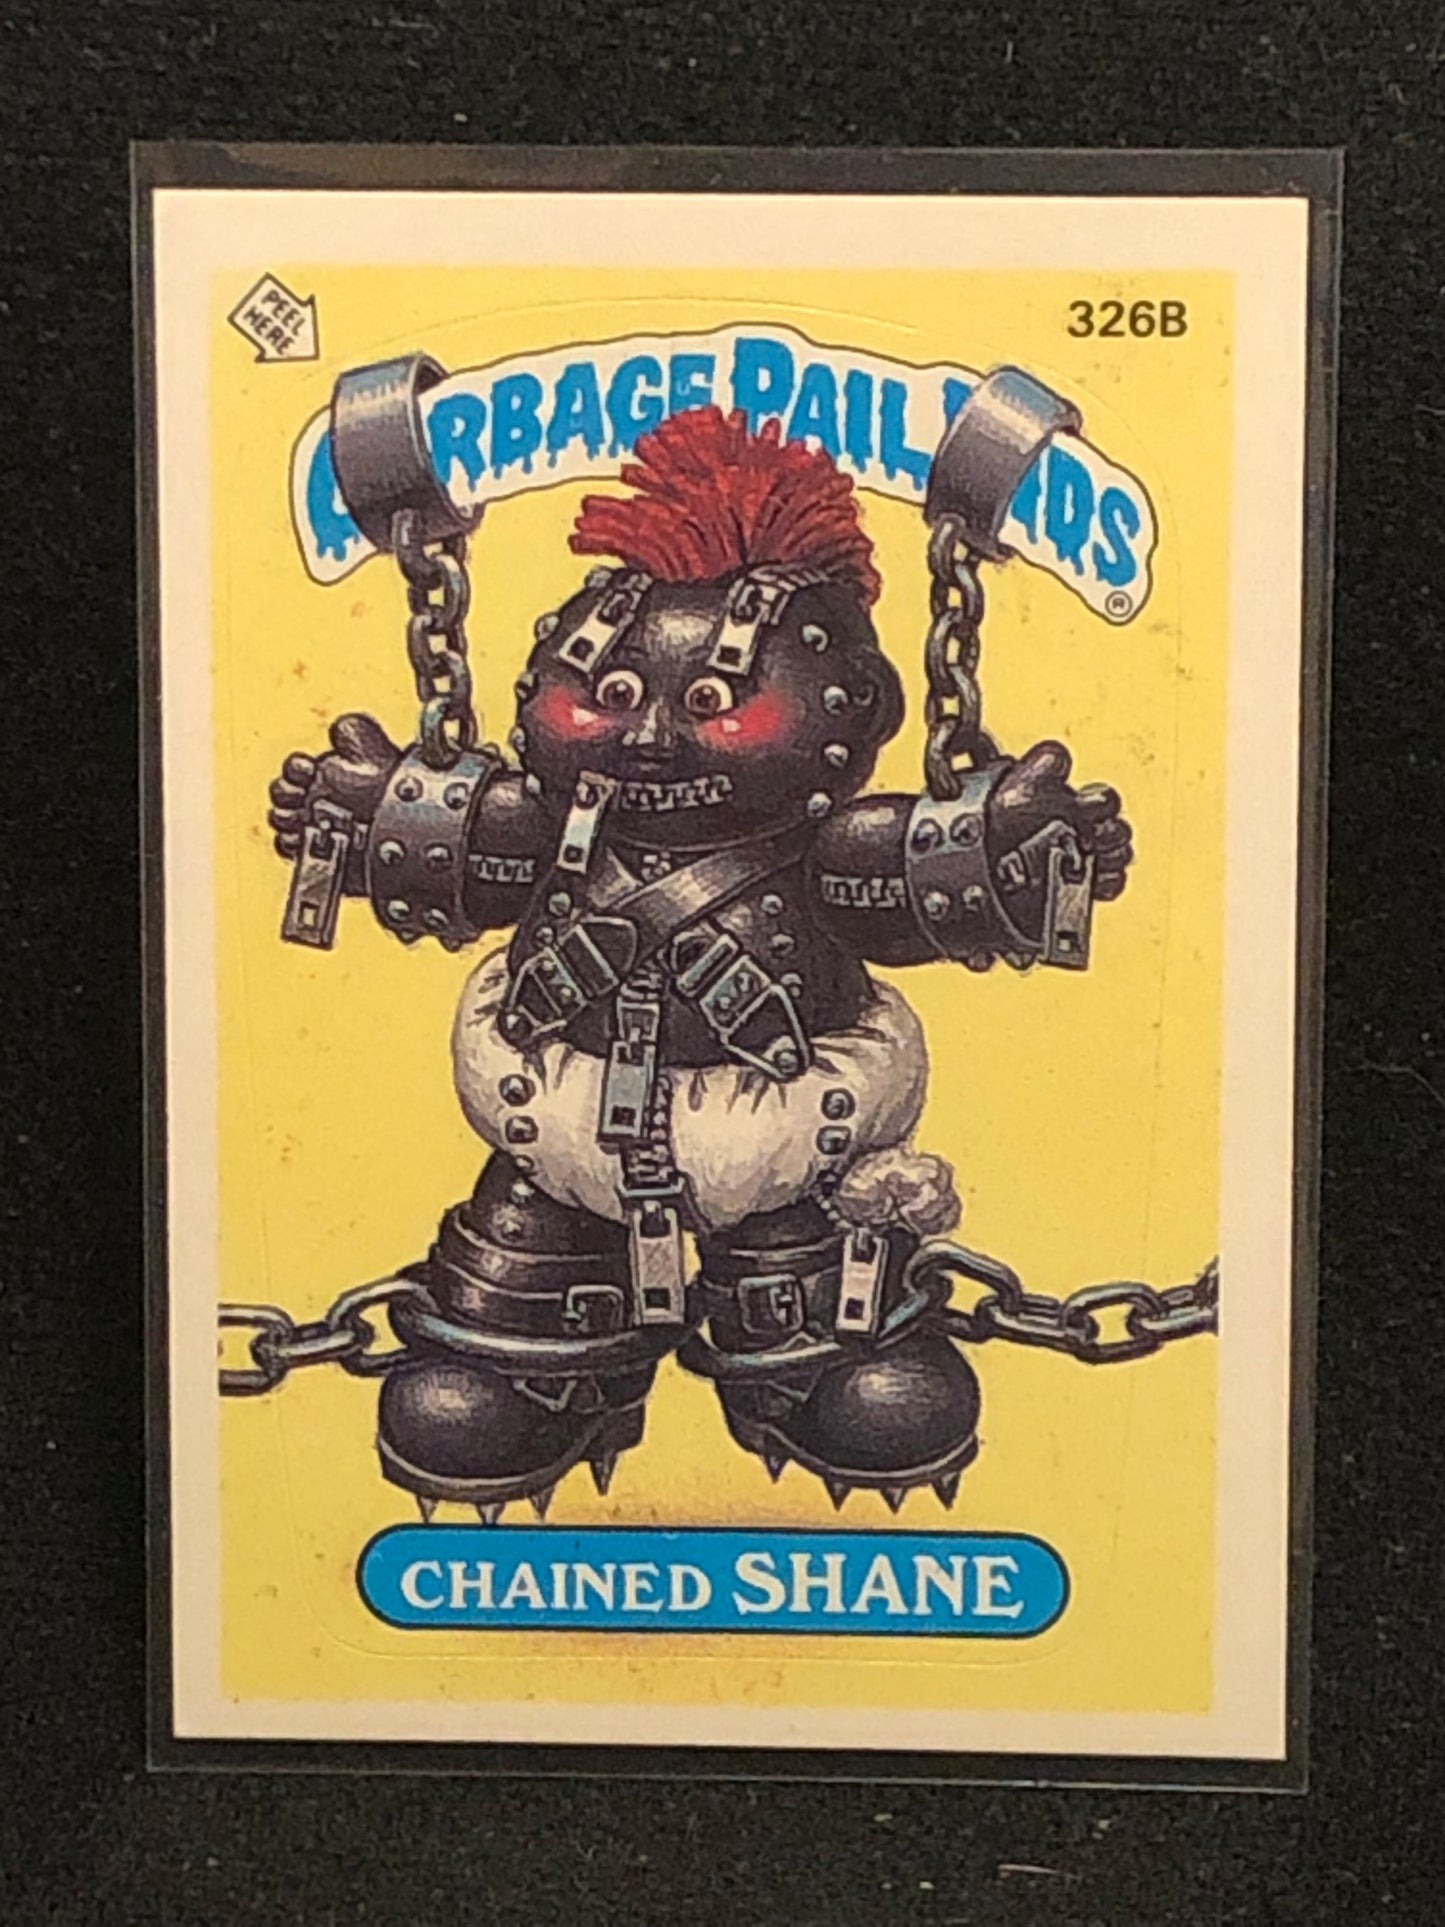 PEEL
HERE
326B
GARBAGE PAIL KIDS
®
CHAINED SHANE